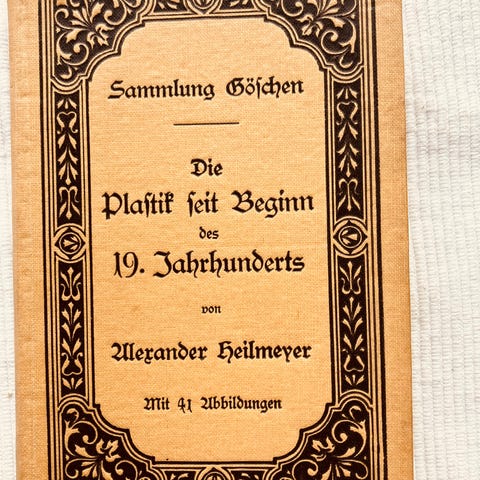 Sammlung Göschen
Die
Plastik seit Beginn
des
19. Jahrhunderts
von
Alexander Heilmeyer
Mit 41 Abbildungen